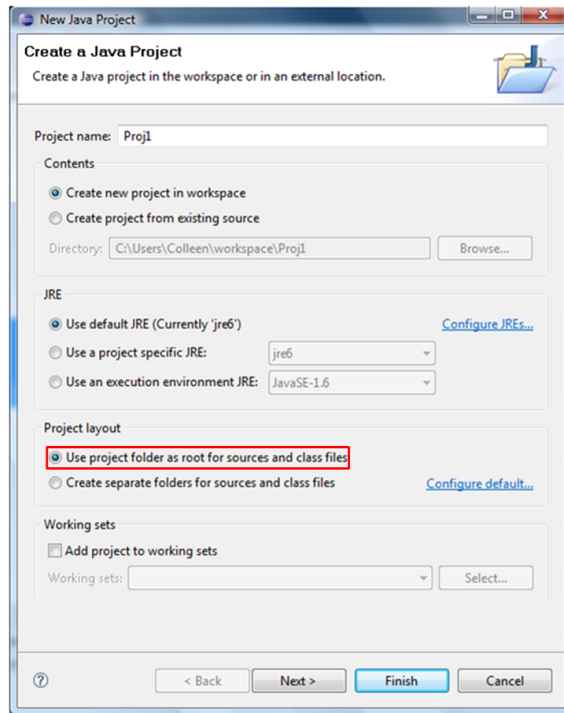 New Java Project
Create a Java Project
Create a Java project in the workspace or in an external location.
Project name: Proj1
Contents
Create new project in workspace
Create project from existing source
Directory: C:\Users\Colleen\workspace\Proj1 Browse...
JRE
Use default JRE (Currently 'jre6') Configure JREs...
Use a project specific JRE: jre6
Use an execution environment JRE: JavaSE-1.6
Project layout
Use project folder as root for sources and class files
Create separate folders for sources and class files Configure default...
Working sets
Add project to working sets
Working sets: Select...
? < Back Next > Finish Cancel